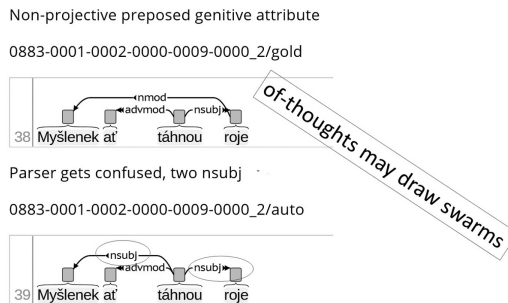 Non-projective preposed genitive attribute
0883-0001-0002-0000-0009-0000_2/gold
nmod
advmod nsubj
38 Myšlenek ať táhnou roje
of-thoughts may draw swarms
Parser gets confused, two nsubj
0883-0001-0002-0000-0009-0000_2/auto
nsubj
advmod nsubj
39 Myšlenek ať táhnou roje